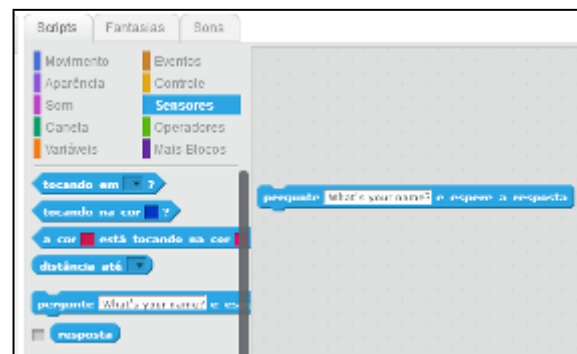 Scripts Fantasias Sons
Movimento Eventos
Aparência Controle
Som Sensores
Caneta Operadores
Variáveis Mais Blocos
tocando em ?
tocando na cor ?
a cor está tocando na cor
distância até
pergunte What's your name? e es
resposta
pergunte What's your name? e espere a resposta